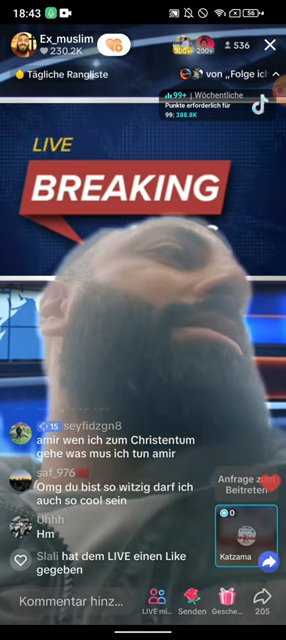 18:43
56
Ex_muslim
230.2K
200+
200+
536
Tägliche Rangliste
von „Folge ich
99+ | Wöchentliche
Punkte erforderlich für
99: 388.8K
LIVE
BREAKING
15 seyfidzgn8
amir wen ich zum Christentum
gehe was mus ich tun amir
saf_976
Omg du bist so witzig darf ich
auch so cool sein
Uhhh
Hm
Slali hat dem LIVE einen Like
gegeben
Anfrage zum
Beitreten
0
Katzama
Kommentar hinz...
LIVE mi...
Senden
Gesche...
205